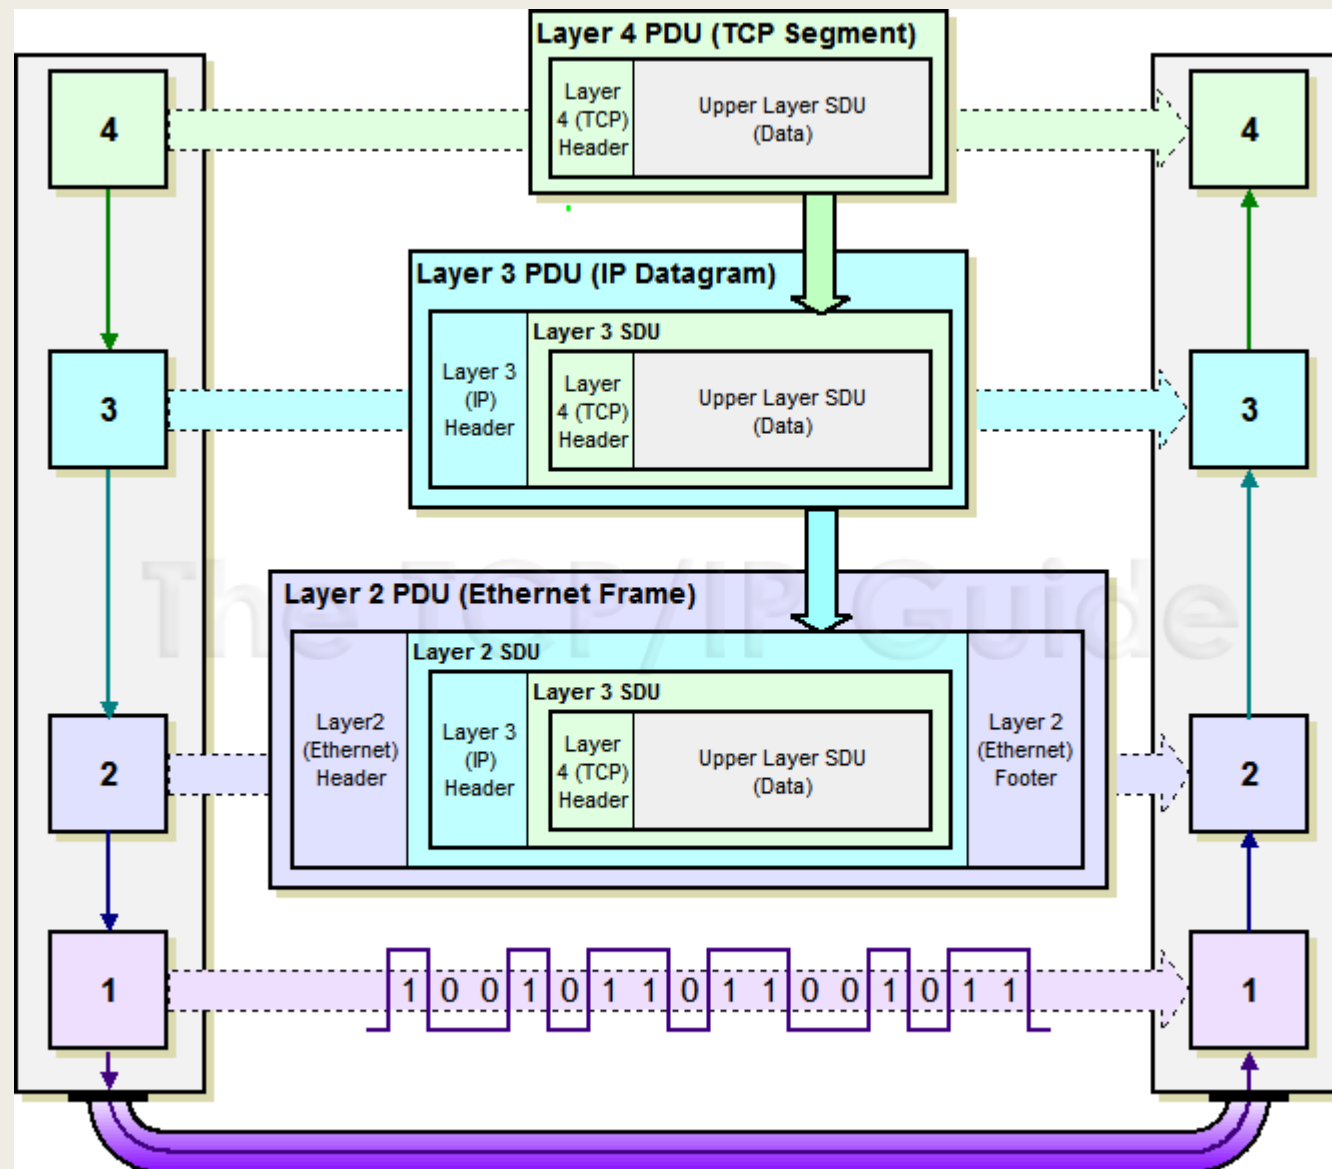 Layer 4 PDU (TCP Segment)
4
Layer
4 (TCP)
Header
Upper Layer SDU
(Data)
4
Layer 3 PDU (IP Datagram)
3
Layer 3
(IP)
Header
Layer 3 SDU
Layer
4 (TCP)
Header
Upper Layer SDU
(Data)
3
The TCP/IP Guide
Layer 2 PDU (Ethernet Frame)
2
Layer2
(Ethernet)
Header
Layer 2 SDU
Layer 3
(IP)
Header
Layer 3 SDU
Layer
4 (TCP)
Header
Upper Layer SDU
(Data)
Layer 2
(Ethernet)
Footer
2
1
1 0 0 1 0 1 1 0 1 1 0 0 1 0 1 1
1